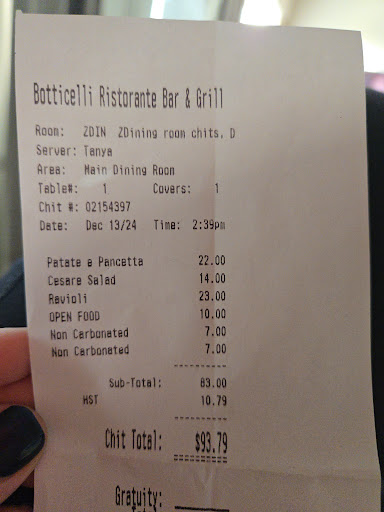 Botticelli Ristorante Bar & Grill
Room: ZDIN ZDining room chits, D
Server: Tanya
Area: Main Dining Room
Table#: 1 Covers: 1
Chit #: 02154397
Date: Dec 13/24 Time: 2:39pm
Patate e Pancetta 22.00
Cesare Salad 14.00
Ravioli 23.00
OPEN FOOD 10.00
Non Carbonated 7.00
Non Carbonated 7.00
Sub-Total: 83.00
HST 10.79
Chit Total: $93.79
Gratuity: